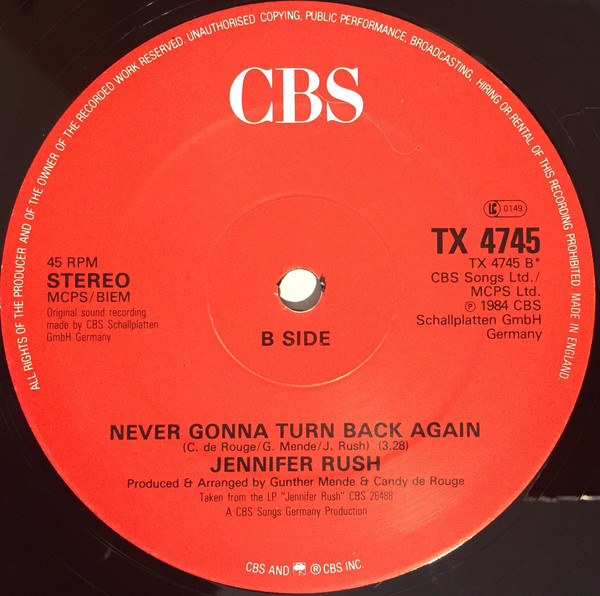 ALL RIGHTS OF THE PRODUCER AND OF THE OWNER OF THE RECORDED WORK RESERVED. UNAUTHORISED COPYING, PUBLIC PERFORMANCE, BROADCASTING, HIRING OR RENTAL OF THIS RECORDING PROHIBITED. MADE IN ENGLAND.
CBS
LC 0149
45 RPM
STEREO
MCPS/BIEM
Original sound recording
made by CBS Schallplatten
GmbH Germany
TX 4745
TX 4745 B*
CBS Songs Ltd./
MCPS Ltd.
℗ 1984 CBS
Schallplatten GmbH
Germany
B SIDE
NEVER GONNA TURN BACK AGAIN
(C. de Rouge/G. Mende/J. Rush) (3.28)
JENNIFER RUSH
Produced & Arranged by Gunther Mende & Candy de Rouge
Taken from the LP "Jennifer Rush" CBS 26488
A CBS Songs Germany Production
CBS AND ® CBS INC.